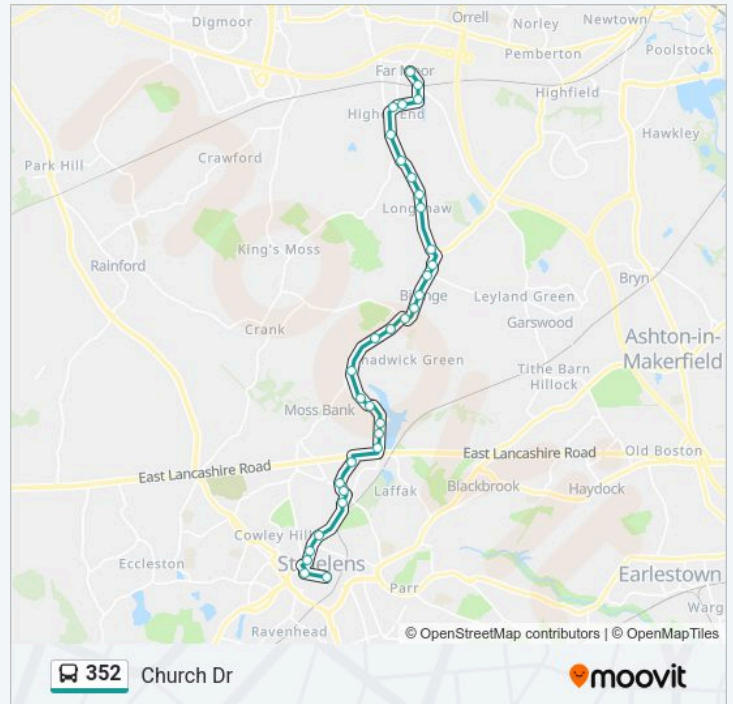 Digmoor
Orrell
Norley
Newtown
Pemberton
Poolstock
Far Moor
Highfield
Higher End
Hawkley
Crawford
Park Hill
Longshaw
King's Moss
Rainford
Bryn
Billinge
Leyland Green
Garswood
Crank
Ashton-in-
Makerfield
Chadwick Green
Tithe Barn
Hillock
Moss Bank
East Lancashire Road
Old Boston
East Lancashire Road
Laffak
Blackbrook
Haydock
Cowley Hill
Eccleston
St Helens
Earlestown
Parr
Warg
Ravenhead
© OpenStreetMap contributors | © OpenMapTiles
moovit
352 Church Dr
moovit